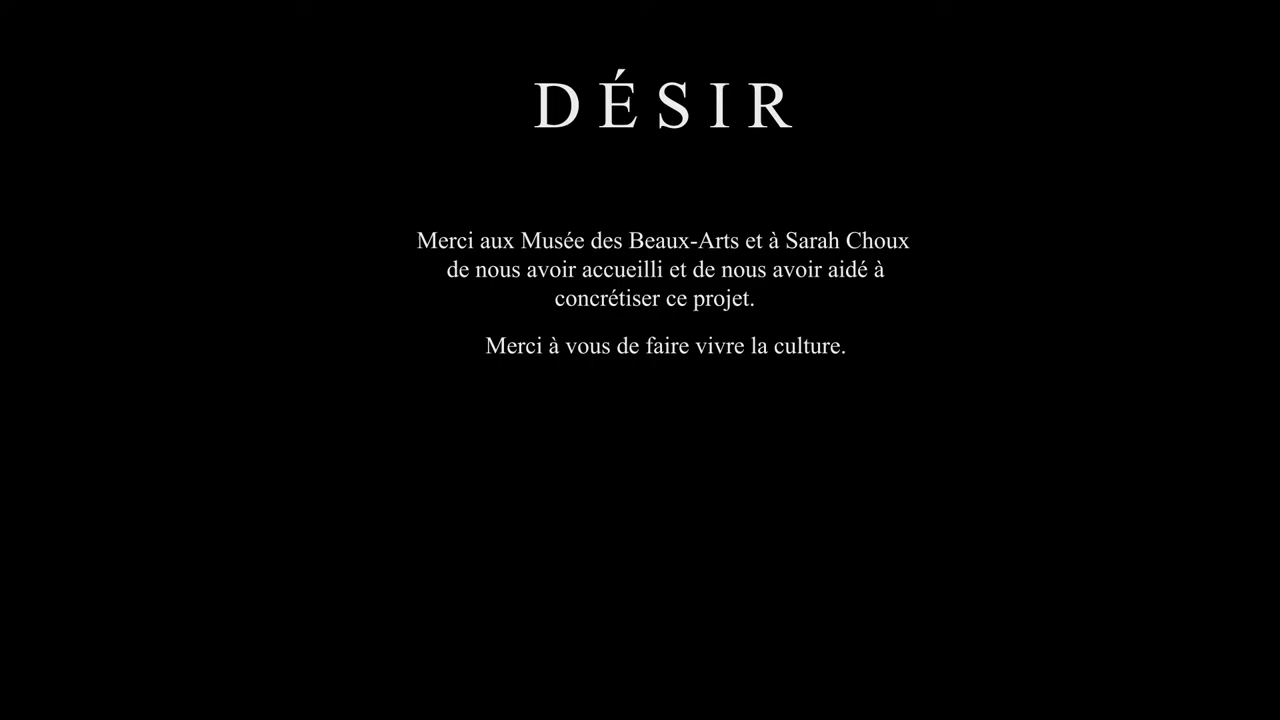 DÉSIR
Merci aux Musée des Beaux-Arts et à Sarah Choux
de nous avoir accueilli et de nous avoir aidé à
concrétiser ce projet.
Merci à vous de faire vivre la culture.